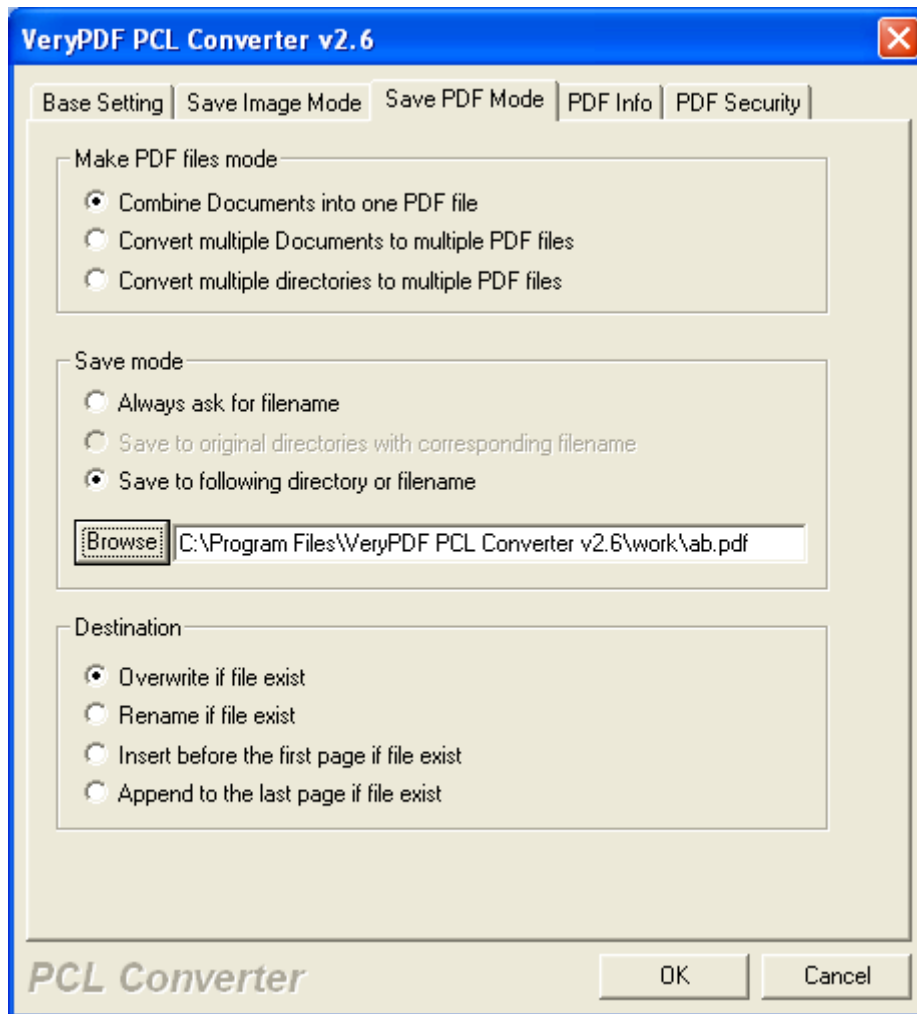 VeryPDF PCL Converter v2.6
Base Setting Save Image Mode Save PDF Mode PDF Info PDF Security
Make PDF files mode
Combine Documents into one PDF file
Convert multiple Documents to multiple PDF files
Convert multiple directories to multiple PDF files
Save mode
Always ask for filename
Save to original directories with corresponding filename
Save to following directory or filename
Browse C:\Program Files\VeryPDF PCL Converter v2.6\work\ab.pdf
Destination
Overwrite if file exist
Rename if file exist
Insert before the first page if file exist
Append to the last page if file exist
PCL Converter OK Cancel